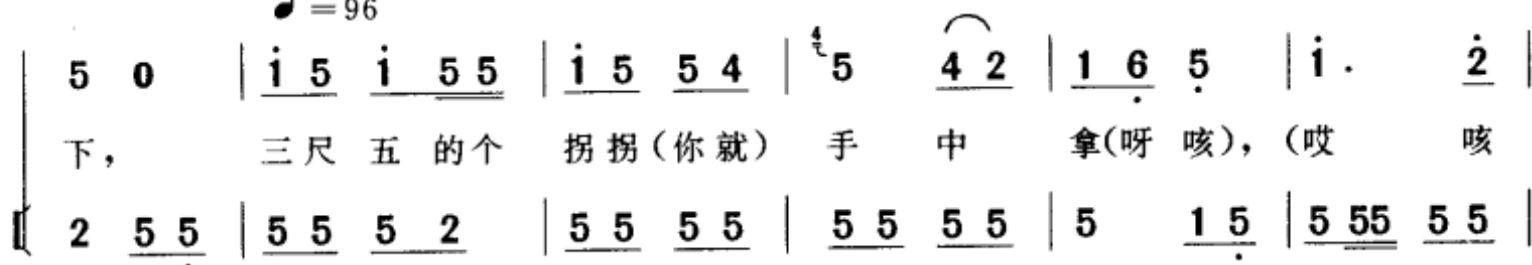 ♩=96
5 0 | i̇ 5 i̇ 5 5 | i̇ 5 5 4 | ⁴5 4 2 | 1 6̣ 5̣ | i̇ · 2̇ |
下， 三尺 五 的个 拐拐（你就） 手 中 拿(呀 咳)，（哎 咳
2 5 5̣ | 5 5 5 2 | 5 5 5 5 | 5 5 5 5 | 5 1 5̣ | 5 55 5 5 |